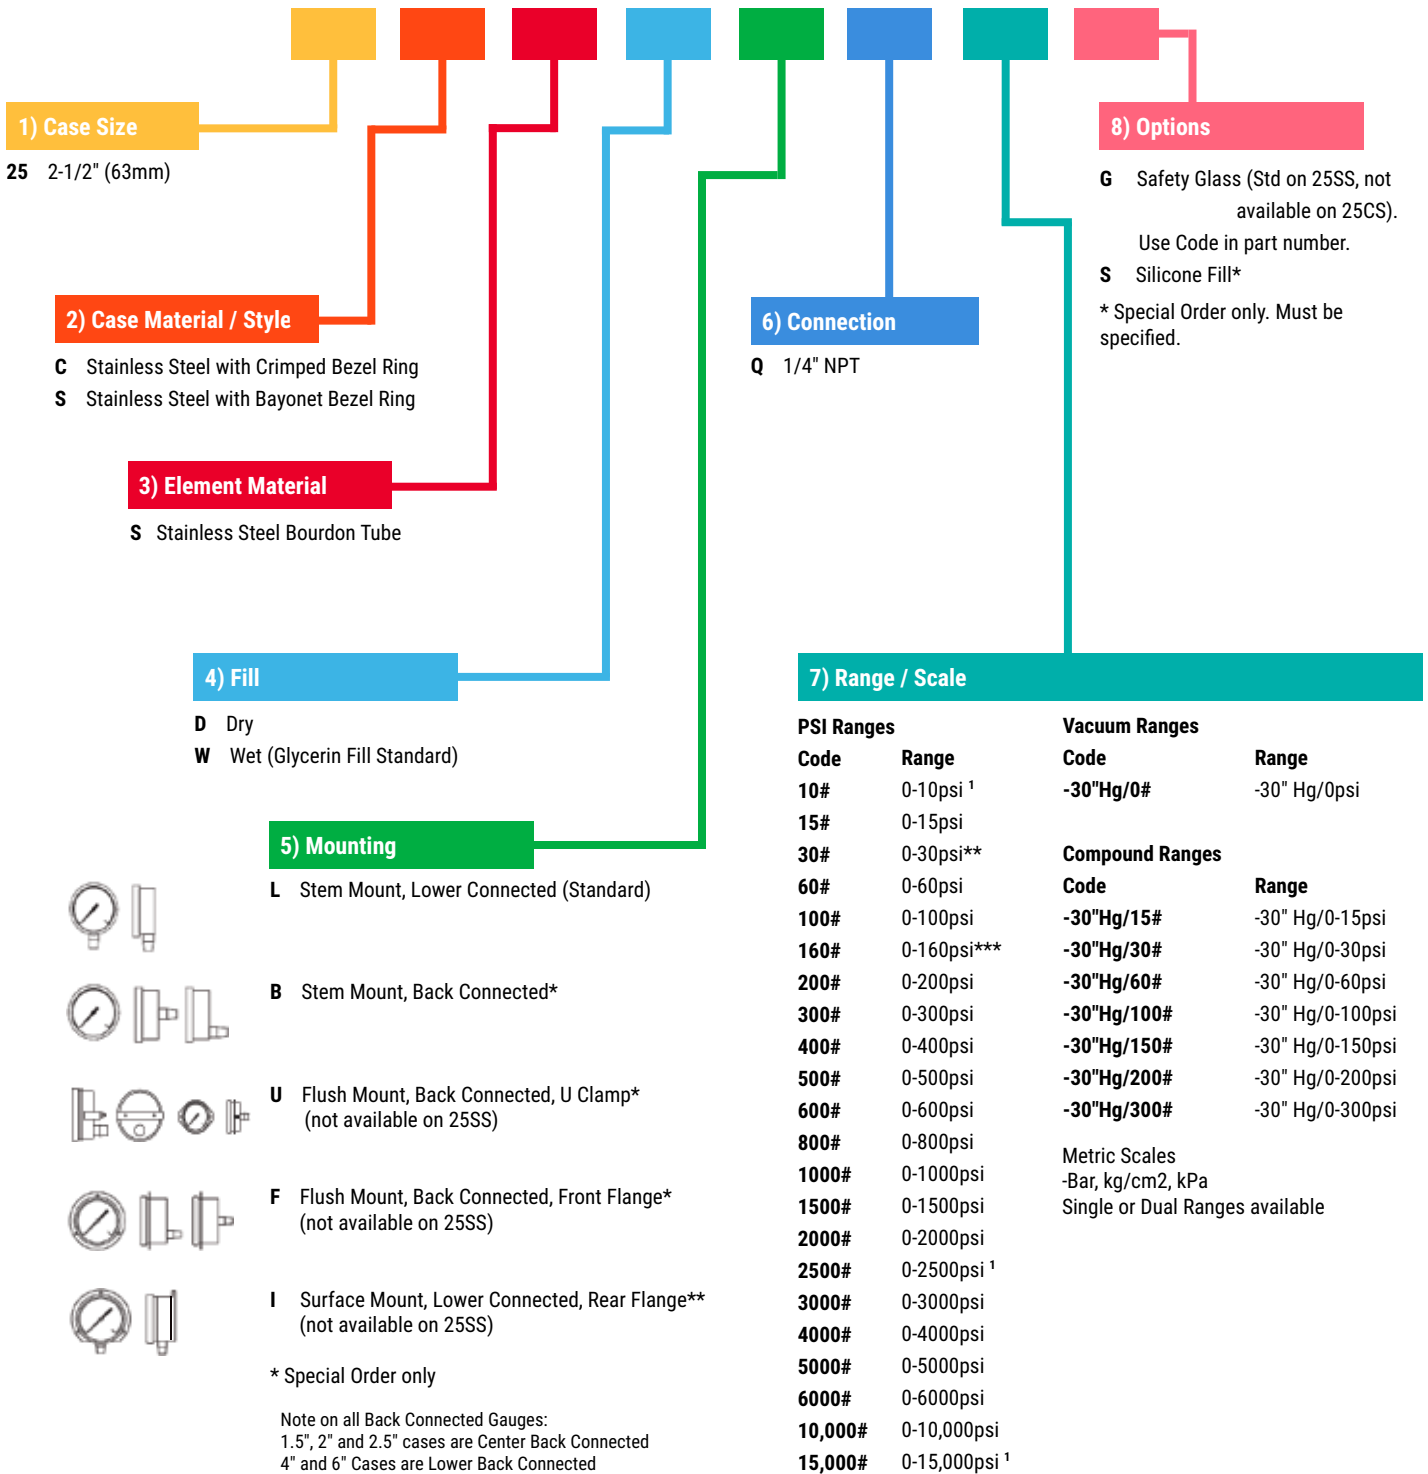 1) Case Size
25 2-1/2" (63mm)
2) Case Material / Style
C Stainless Steel with Crimped Bezel Ring
S Stainless Steel with Bayonet Bezel Ring
3) Element Material
S Stainless Steel Bourdon Tube
4) Fill
D Dry
W Wet (Glycerin Fill Standard)
5) Mounting
L Stem Mount, Lower Connected (Standard)
B Stem Mount, Back Connected*
U Flush Mount, Back Connected, U Clamp*
(not available on 25SS)
F Flush Mount, Back Connected, Front Flange*
(not available on 25SS)
I Surface Mount, Lower Connected, Rear Flange**
(not available on 25SS)
* Special Order only
Note on all Back Connected Gauges:
1.5", 2" and 2.5" cases are Center Back Connected
4" and 6" Cases are Lower Back Connected
6) Connection
Q 1/4" NPT
7) Range / Scale
PSI Ranges
Code Range
10# 0-10psi ¹
15# 0-15psi
30# 0-30psi**
60# 0-60psi
100# 0-100psi
160# 0-160psi***
200# 0-200psi
300# 0-300psi
400# 0-400psi
500# 0-500psi
600# 0-600psi
800# 0-800psi
1000# 0-1000psi
1500# 0-1500psi
2000# 0-2000psi
2500# 0-2500psi ¹
3000# 0-3000psi
4000# 0-4000psi
5000# 0-5000psi
6000# 0-6000psi
10,000# 0-10,000psi
15,000# 0-15,000psi ¹
Vacuum Ranges
Code Range
-30"Hg/0# -30" Hg/0psi
Compound Ranges
Code Range
-30"Hg/15# -30" Hg/0-15psi
-30"Hg/30# -30" Hg/0-30psi
-30"Hg/60# -30" Hg/0-60psi
-30"Hg/100# -30" Hg/0-100psi
-30"Hg/150# -30" Hg/0-150psi
-30"Hg/200# -30" Hg/0-200psi
-30"Hg/300# -30" Hg/0-300psi
Metric Scales
-Bar, kg/cm2, kPa
Single or Dual Ranges available
8) Options
G Safety Glass (Std on 25SS, not
available on 25CS).
Use Code in part number.
S Silicone Fill*
* Special Order only. Must be
specified.